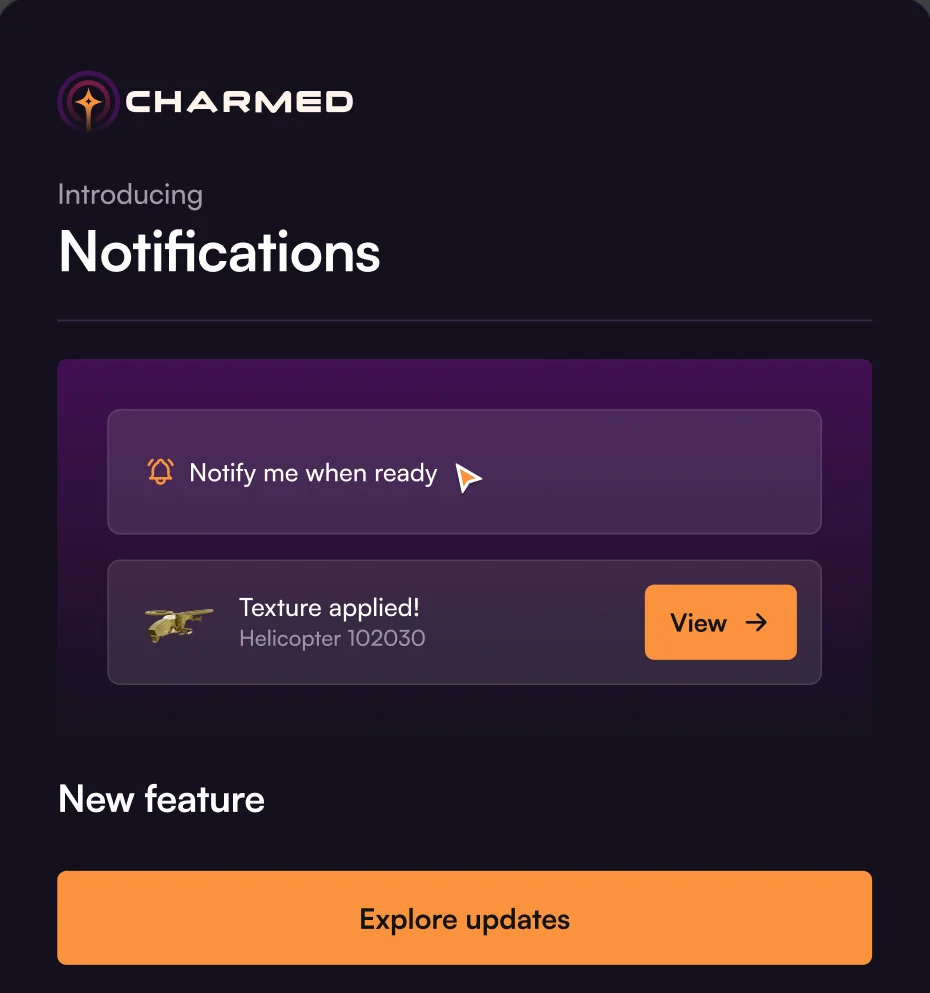 CHARMED
Introducing
Notifications
Notify me when ready
Texture applied!
Helicopter 102030
View
New feature
Explore updates